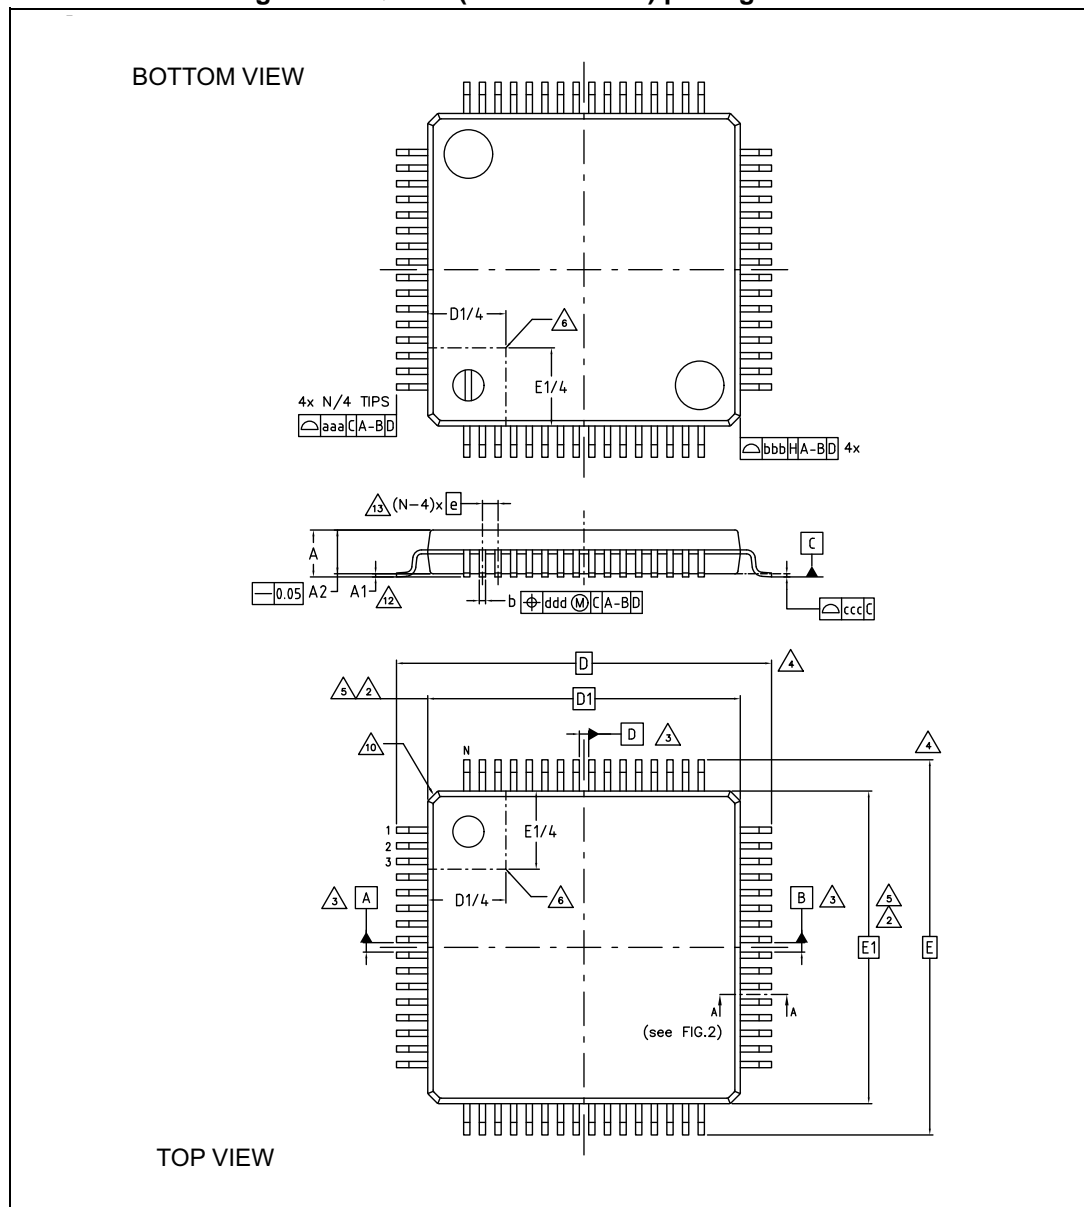 BOTTOM VIEW
D1/4
6
E1/4
4x N/4 TIPS
aaa C A-B D
bbb H A-B D 4x
13 (N-4)x e
A
C
0.05 A2 A1 12
b ddd M C A-B D
ccc C
D 4
5 2 D1
10 N D 3 4
1
2
3
E1/4
D1/4 6
3 A
B 3 5
2
E1 E
A A
(see FIG.2)
TOP VIEW